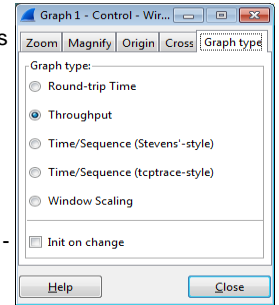 Graph 1 - Control - Wir...
s
Zoom Magnify Origin Cross Graph type
Graph type:
Round-trip Time
Throughput
Time/Sequence (Stevens'-style)
Time/Sequence (tcptrace-style)
Window Scaling
-
Init on change
Help Close